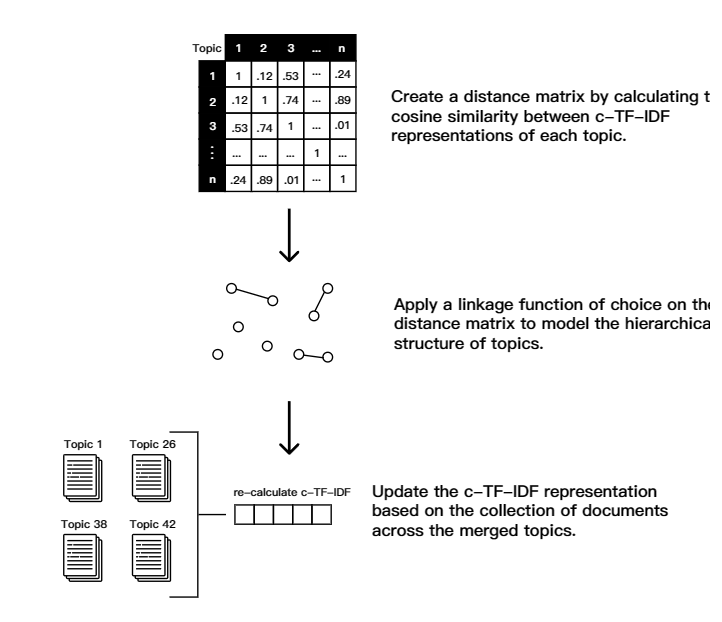 Topic 1 2 3 ... n
1 1 .12 .53 ... .24
2 .12 1 .74 ... .89
3 .53 .74 1 ... .01
⋮ ... ... ... 1 ...
n .24 .89 .01 ... 1
Create a distance matrix by calculating t
cosine similarity between c-TF-IDF
representations of each topic.
Apply a linkage function of choice on the
distance matrix to model the hierarchica
structure of topics.
Topic 1 Topic 26
Topic 38 Topic 42
re-calculate c-TF-IDF
Update the c-TF-IDF representation
based on the collection of documents
across the merged topics.